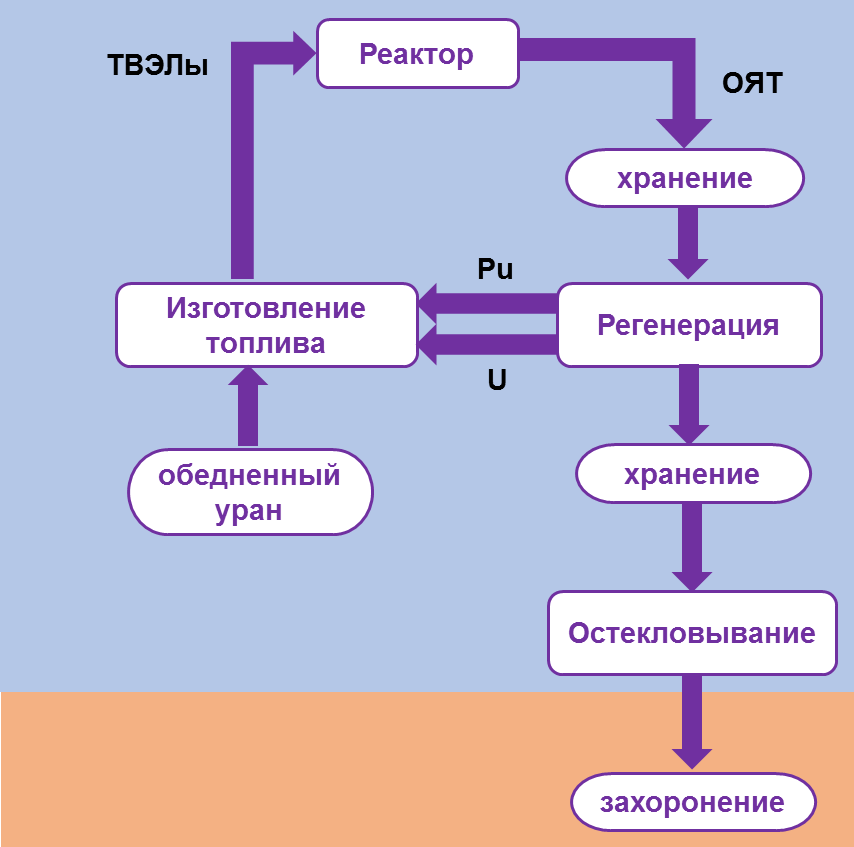 ТВЭЛы
Реактор
ОЯТ
хранение
Pu
Изготовление
топлива
Регенерация
U
обедненный
уран
хранение
Остекловывание
захоронение